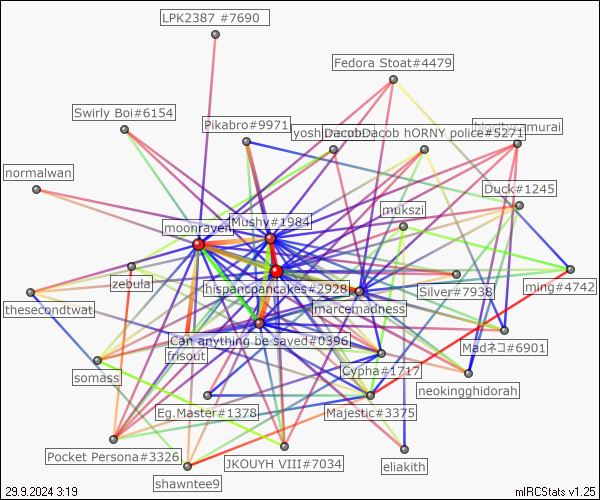 LPK2387 #7690
Fedora Stoat#4479
Swirly Boi#6154
Pikabro#9971
Dacob hORNY police#5271
normalwan
Duck#1245
mukszi
Mushy#1984
moonraven
zebula
hispancpancakes#2928
Silver#7938
ming#4742
thesecondtwat
marcemadness
Can anything be saved#0396
Madネコ#6901
frisout
Cypha#1717
somass
neokingghidorah
Eg.Master#1378
Majestic#3375
Pocket Persona#3326
JKOUYH VIII#7034
eliakith
shawntee9
29.9.2024 3:19
mIRCStats v1.25